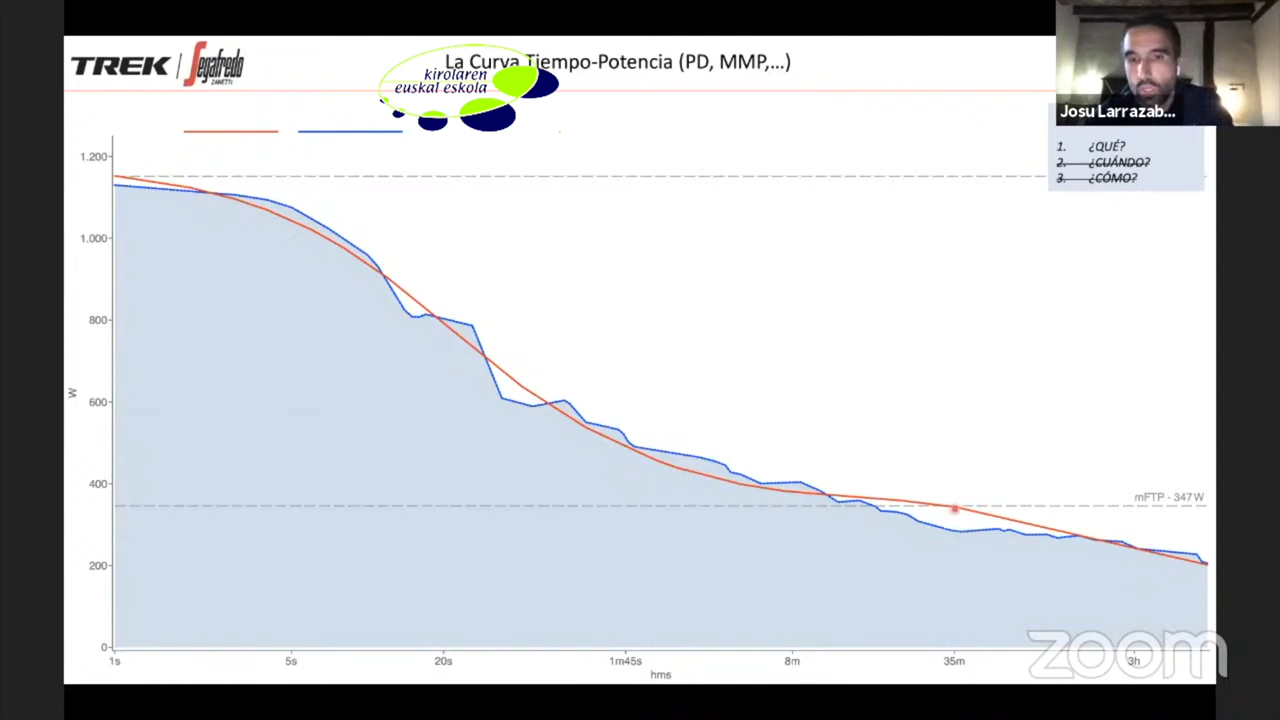 TREK
Segafredo
ZANETTI
La Curva Tiempo-Potencia (PD, MMP,...)
kirolaren
euskal eskola
Josu Larrazab...
1. ¿QUÉ?
2. ¿CUÁNDO?
3. ¿CÓMO?
1.200
1.000
800
W
600
400
mFTP - 347 W
200
0
1s 5s 20s 1m45s 8m 35m 3h
hms
zoom